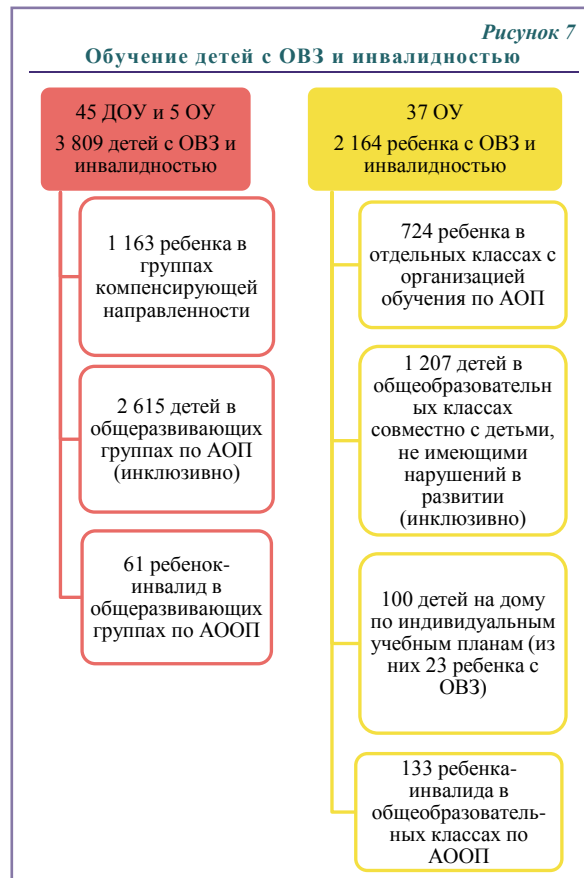 Рисунок 7
Обучение детей с ОВЗ и инвалидностью
45 ДОУ и 5 ОУ
3 809 детей с ОВЗ и
инвалидностью
1 163 ребенка в
группах
компенсирующей
направленности
2 615 детей в
общеразвивающих
группах по АОП
(инклюзивно)
61 ребенок-
инвалид в
общеразвивающих
группах по АООП
37 ОУ
2 164 ребенка с ОВЗ и
инвалидностью
724 ребенка в
отдельных классах с
организацией
обучения по АОП
1 207 детей в
общеобразовательн
ых классах
совместно с детьми,
не имеющими
нарушений в
развитии
(инклюзивно)
100 детей на дому
по индивидуальным
учебным планам (из
них 23 ребенка с
ОВЗ)
133 ребенка-
инвалида в
общеобразователь-
ных классах по
АООП